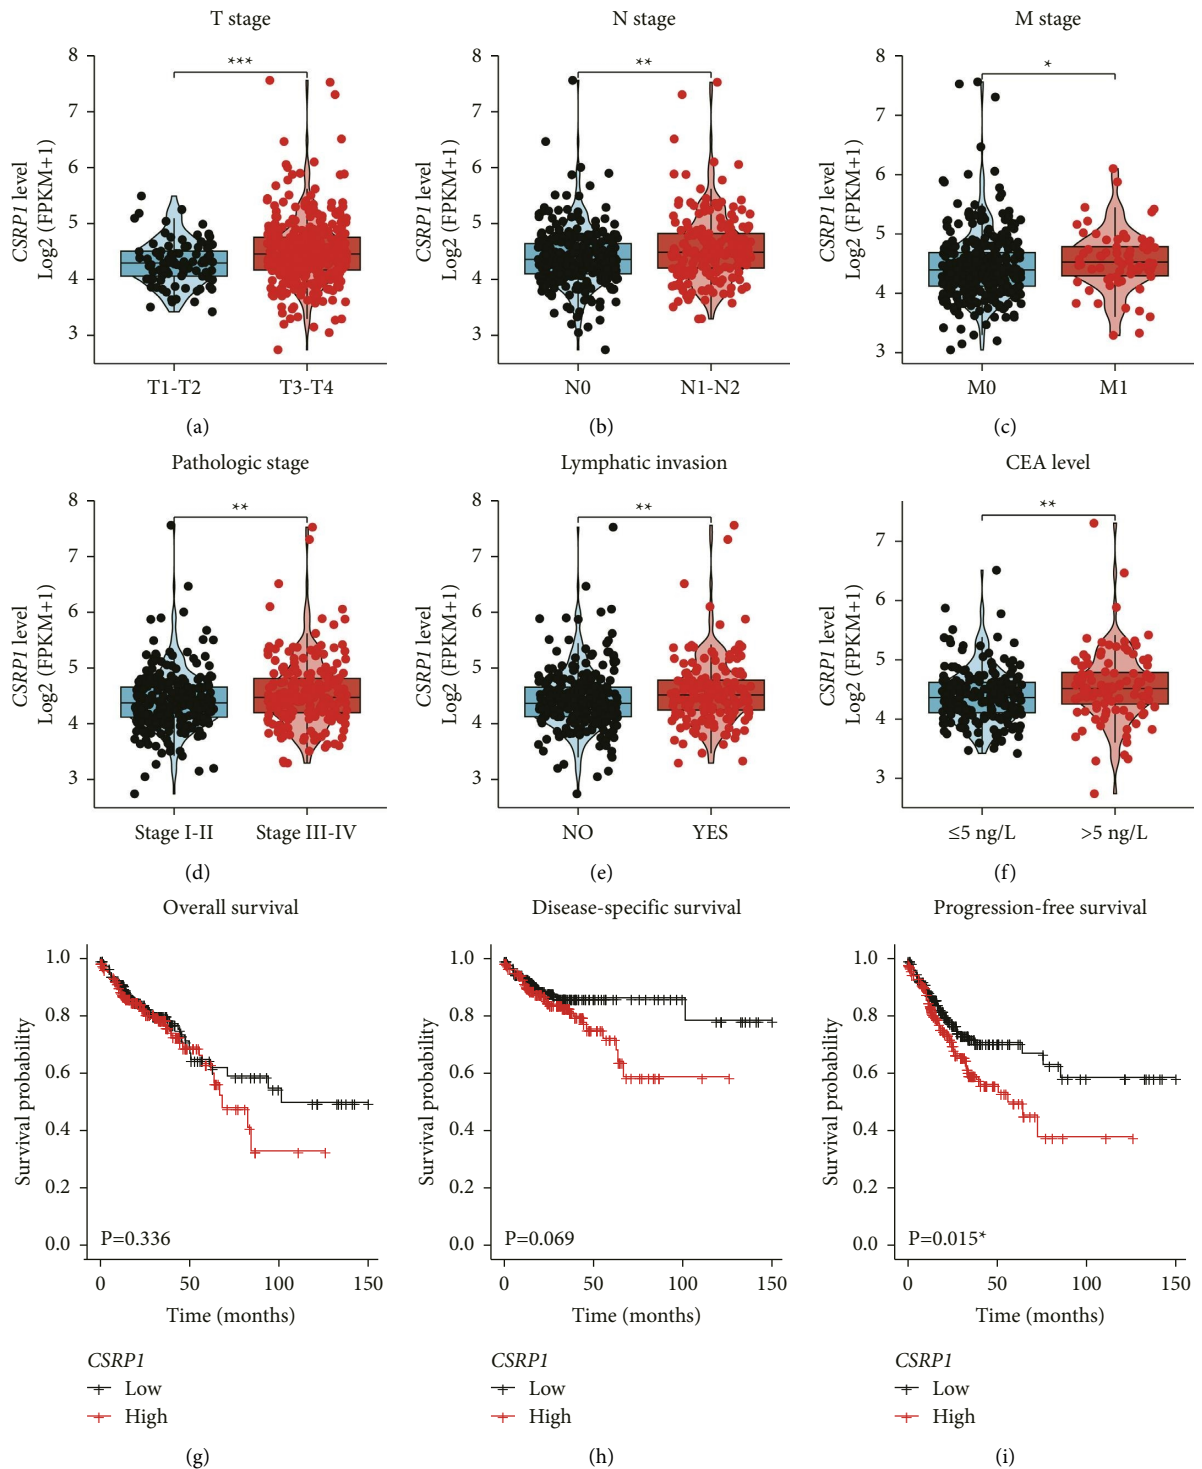 T stage
8
7
6
5
4
3
CSRP1 level
Log2 (FPKM+1)
***
T1-T2
T3-T4
(a)
N stage
8
7
6
5
4
3
CSRP1 level
Log2 (FPKM+1)
**
N0
N1-N2
(b)
M stage
8
7
6
5
4
3
CSRP1 level
Log2 (FPKM+1)
*
M0
M1
(c)
Pathologic stage
8
7
6
5
4
3
CSRP1 level
Log2 (FPKM+1)
**
Stage I-II
Stage III-IV
(d)
Lymphatic invasion
8
7
6
5
4
3
CSRP1 level
Log2 (FPKM+1)
**
NO
YES
(e)
CEA level
7
6
5
4
3
CSRP1 level
Log2 (FPKM+1)
**
≤5 ng/L
>5 ng/L
(f)
Overall survival
1.0
0.8
0.6
0.4
0.2
0.0
Survival probability
P=0.336
0 50 100 150
Time (months)
CSRP1
Low
High
(g)
Disease-specific survival
1.0
0.8
0.6
0.4
0.2
0.0
Survival probability
P=0.069
0 50 100 150
Time (months)
CSRP1
Low
High
(h)
Progression-free survival
1.0
0.8
0.6
0.4
0.2
0.0
Survival probability
P=0.015*
0 50 100 150
Time (months)
CSRP1
Low
High
(i)